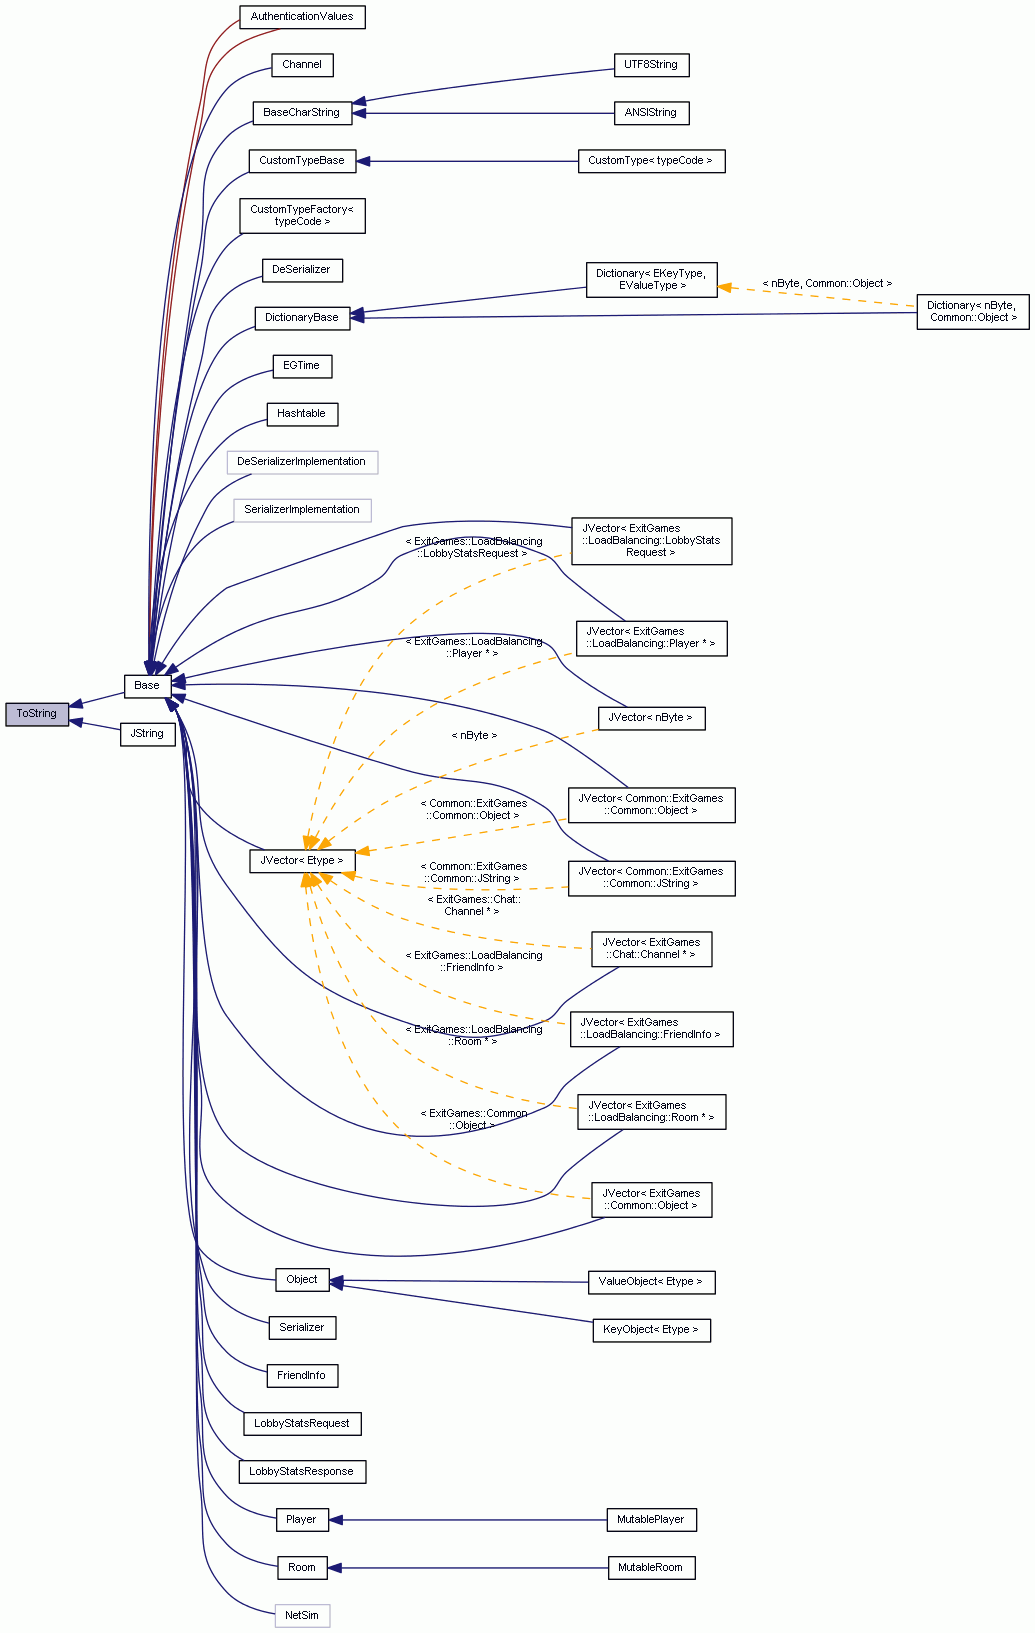 AuthenticationValues
Channel
UTF8String
BaseCharString
ANSIString
CustomTypeBase
CustomType< typeCode >
CustomTypeFactory<
typeCode >
DeSerializer
Dictionary< EKeyType,
EValueType >
< nByte, Common::Object >
Dictionary< nByte,
Common::Object >
DictionaryBase
EGTime
Hashtable
DeSerializerImplementation
SerializerImplementation
JVector< ExitGames
::LoadBalancing::LobbyStats
Request >
< ExitGames::LoadBalancing
::LobbyStatsRequest >
JVector< ExitGames
::LoadBalancing::Player * >
< ExitGames::LoadBalancing
::Player * >
Base
ToString
JString
JVector< nByte >
< nByte >
JVector< Common::ExitGames
::Common::Object >
< Common::ExitGames
::Common::Object >
JVector< Etype >
JVector< Common::ExitGames
::Common::JString >
< Common::ExitGames
::Common::JString >
< ExitGames::Chat::
Channel * >
JVector< ExitGames
::Chat::Channel * >
< ExitGames::LoadBalancing
::FriendInfo >
JVector< ExitGames
::LoadBalancing::FriendInfo >
< ExitGames::LoadBalancing
::Room * >
JVector< ExitGames
::LoadBalancing::Room * >
< ExitGames::Common
::Object >
JVector< ExitGames
::Common::Object >
Object
ValueObject< Etype >
Serializer
KeyObject< Etype >
FriendInfo
LobbyStatsRequest
LobbyStatsResponse
Player
MutablePlayer
Room
MutableRoom
NetSim